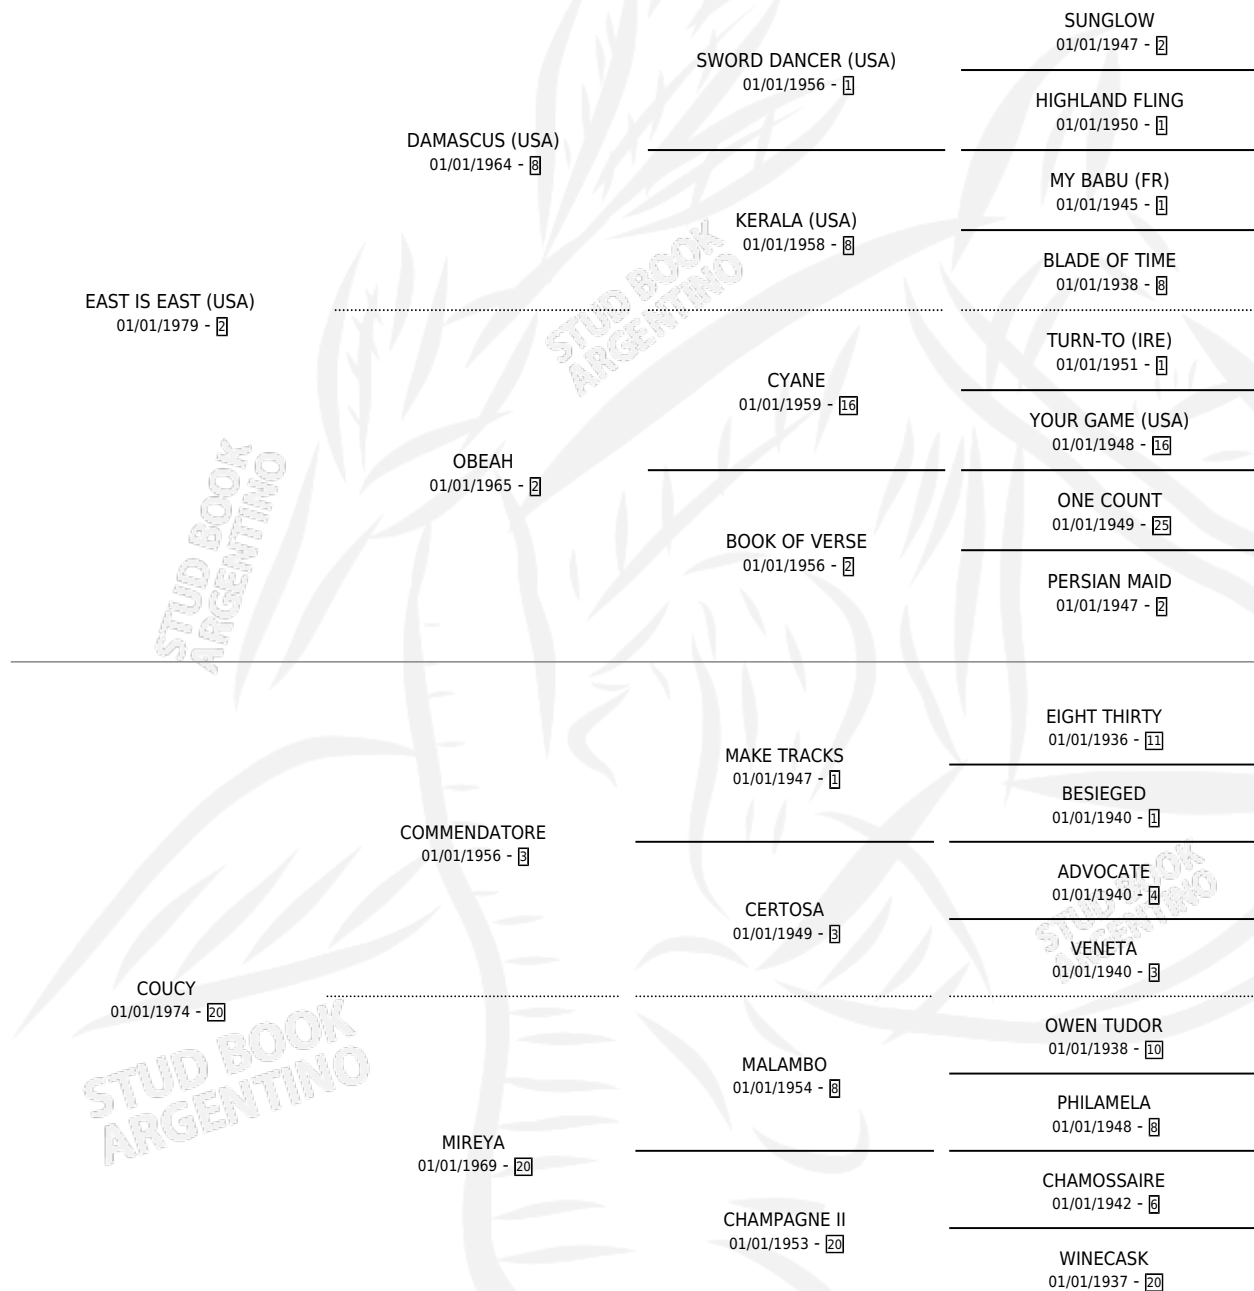 SUNGLOW
01/01/1947 - 2
SWORD DANCER (USA)
01/01/1956 - 1
HIGHLAND FLING
01/01/1950 - 1
DAMASCUS (USA)
01/01/1964 - 8
MY BABU (FR)
01/01/1945 - 1
KERALA (USA)
01/01/1958 - 8
BLADE OF TIME
01/01/1938 - 8
EAST IS EAST (USA)
01/01/1979 - 2
STUD BOOK
ARGENTINO
TURN-TO (IRE)
01/01/1951 - 1
CYANE
01/01/1959 - 16
YOUR GAME (USA)
01/01/1948 - 16
OBEAH
01/01/1965 - 2
ONE COUNT
01/01/1949 - 25
BOOK OF VERSE
01/01/1956 - 2
PERSIAN MAID
01/01/1947 - 2
STUD BOOK
ARGENTINO
EIGHT THIRTY
01/01/1936 - 11
MAKE TRACKS
01/01/1947 - 1
BESIEGED
01/01/1940 - 1
COMMENDATORE
01/01/1956 - 3
ADVOCATE
01/01/1940 - 4
CERTOSA
01/01/1949 - 3
VENETA
01/01/1940 - 3
STUD BOOK
ARGENTINO
COUCY
01/01/1974 - 20
OWEN TUDOR
01/01/1938 - 10
MALAMBO
01/01/1954 - 8
PHILAMELA
01/01/1948 - 8
STUD BOOK
ARGENTINO
MIREYA
01/01/1969 - 20
CHAMOSSAIRE
01/01/1942 - 6
CHAMPAGNE II
01/01/1953 - 20
WINECASK
01/01/1937 - 20